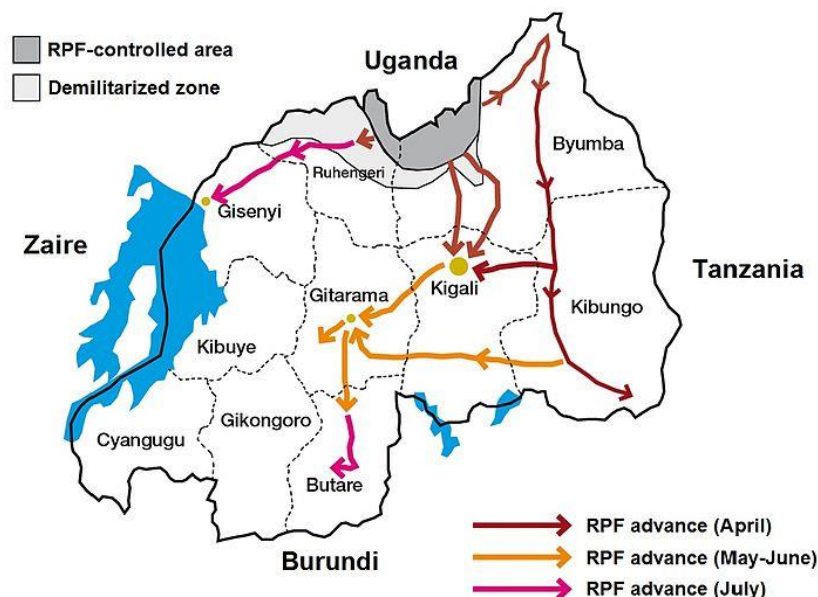 RPF-controlled area
Demilitarized zone
Uganda
Byumba
Ruhengeri
Gisenyi
Zaire
Tanzania
Kigali
Gitarama
Kibungo
Kibuye
Gikongoro
Cyangugu
Butare
Burundi
RPF advance (April)
RPF advance (May-June)
RPF advance (July)